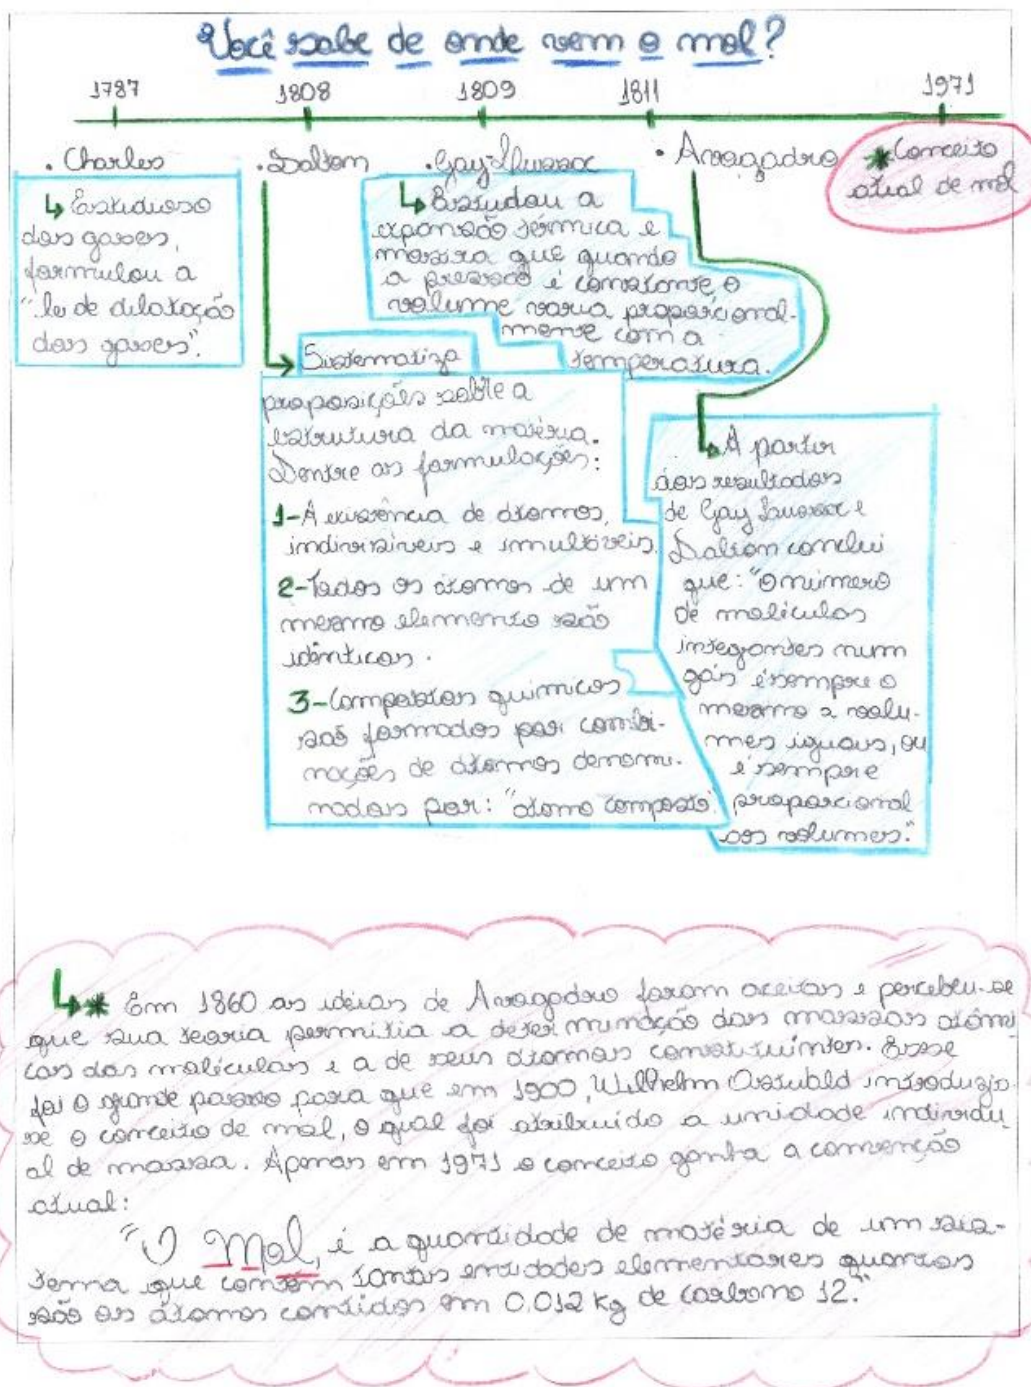 Você sabe de onde vem o mol?
1787 1808 1809 1811 1971
. Charles
↳ Estudioso
dos gases,
formulou a
"lei de dilatação
dos gases".
. Dalton
→ Sistematiza
proposições sobre a
estrutura da matéria.
Dentre as formulações:
1-A existência de átomos,
indivisíveis e imultáveis.
2-Todos os átomos de um
mesmo elemento são
idênticos.
3-Compostos químicos
são formados por combi-
nações de átomos denomi-
nados por: "átomo composto".
. Gay-Lussac
↳ Estudou a
expansão térmica e
mostra que quando
a pressão é constante, o
volume varia proporcional-
mente com a
temperatura.
. Avogadro
↳ A partir
dos resultados
de Gay Lussac e
Dalton conclui
que: "O número
de moléculas
integrantes num
gás é sempre o
mesmo a volu-
mes iguais, ou
é sempre
proporcional
aos volumes."
* Conceito
atual de mol
↳* Em 1860 as idéias de Avogadro foram aceitas e percebeu-se
que sua teoria permitia a determinação das massas atômi
cas das moléculas e a de seus átomos constituintes. Esse
foi o grande passo para que em 1900, Wilhelm Ostwald introduzis
se o conceito de mol, o qual foi atribuído a unidade individu
al de massa. Apenas em 1971 o conceito ganha a convenção
atual:
"O Mol, é a quantidade de matéria de um sis-
tema que contém tantas entidades elementares quantos
são os átomos contidos em 0,012 kg de carbono 12."